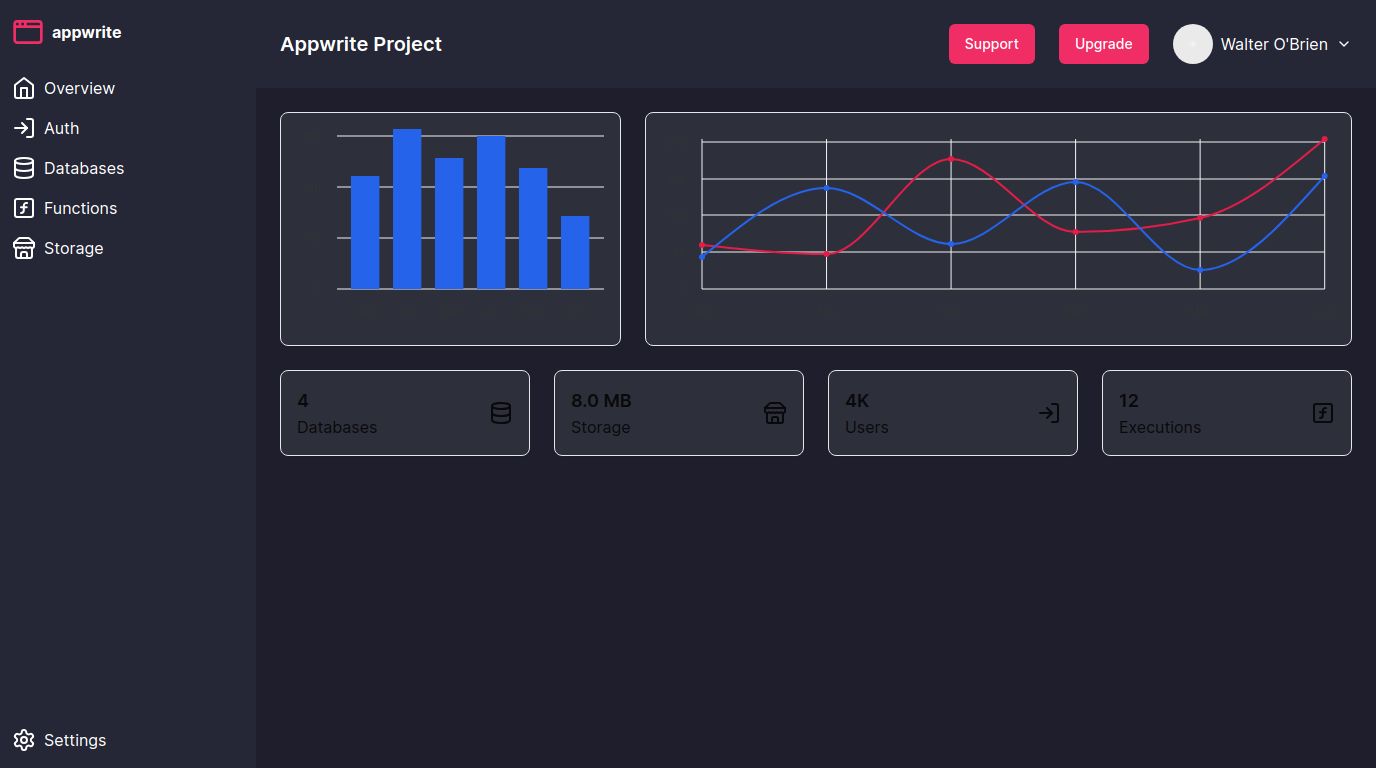 appwrite
Overview
Auth
Databases
Functions
Storage
Settings
Appwrite Project
Support
Upgrade
Walter O'Brien
4
Databases
8.0 MB
Storage
4K
Users
12
Executions